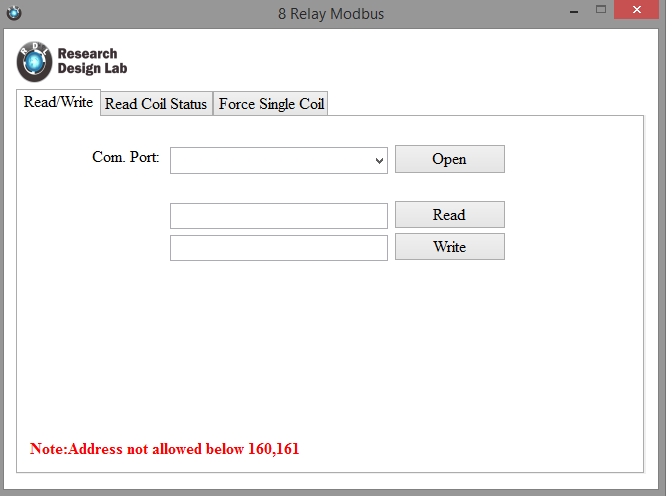 8 Relay Modbus
RDL
Research
Design Lab
Read/Write
Read Coil Status
Force Single Coil
Com. Port:
Open
Read
Write
Note:Address not allowed below 160,161